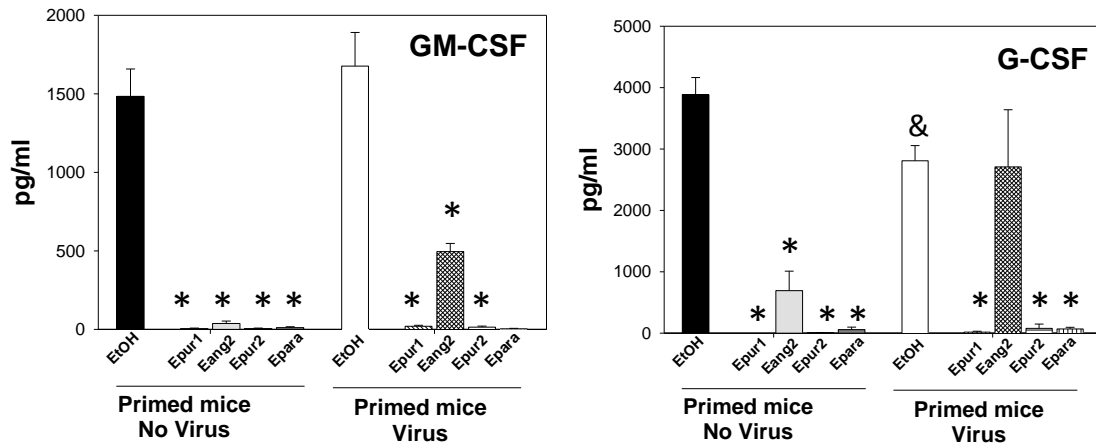 GM-CSF
pg/ml
2000
1500
1000
500
0
* * * *
* * *
EtOH Epur1 Eang2 Epur2 Epara EtOH Epur1 Eang2 Epur2 Epara
Primed mice
No Virus
Primed mice
Virus
G-CSF
pg/ml
5000
4000
3000
2000
1000
0
* * * *
&
* * *
EtOH Epur1 Eang2 Epur2 Epara EtOH Epur1 Eang2 Epur2 Epara
Primed mice
No Virus
Primed mice
Virus